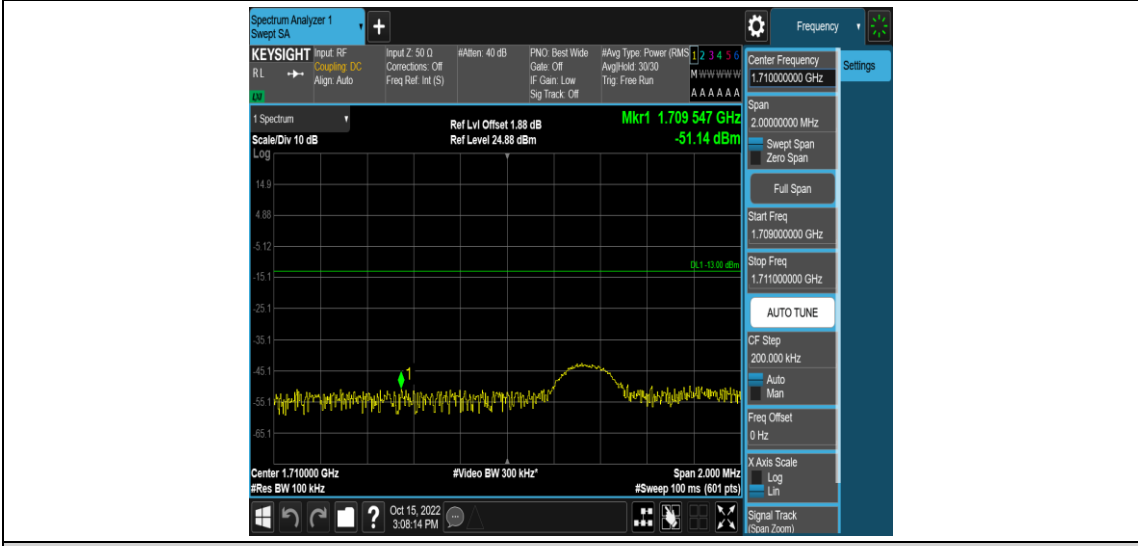 Spectrum Analyzer 1
Swept SA
+
Frequency
KEYSIGHT
RL
Input: RF
Coupling: DC
Align: Auto
Input Z: 50 Ω
Corrections: Off
Freq Ref: Int (S)
#Atten: 40 dB
PNO: Best Wide
Gate: Off
IF Gain: Low
Sig Track: Off
#Avg Type: Power (RMS
Avg|Hold: 30/30
Trig: Free Run
1 2 3 4 5 6
M W W W W W
A A A A A A
1 Spectrum
Scale/Div 10 dB
Log
Ref Lvl Offset 1.88 dB
Ref Level 24.88 dBm
Mkr1 1.709 547 GHz
-51.14 dBm
14.9
4.88
-5.12
DL1 -13.00 dBm
-15.1
-25.1
-35.1
-45.1
1
-55.1
-65.1
Center 1.710000 GHz
#Res BW 100 kHz
#Video BW 300 kHz*
Span 2.000 MHz
#Sweep 100 ms (601 pts)
?
Oct 15, 2022
3:08:14 PM
Center Frequency
1.710000000 GHz
Settings
Span
2.00000000 MHz
Swept Span
Zero Span
Full Span
Start Freq
1.709000000 GHz
Stop Freq
1.711000000 GHz
AUTO TUNE
CF Step
200.000 kHz
Auto
Man
Freq Offset
0 Hz
X Axis Scale
Log
Lin
Signal Track
(Span Zoom)